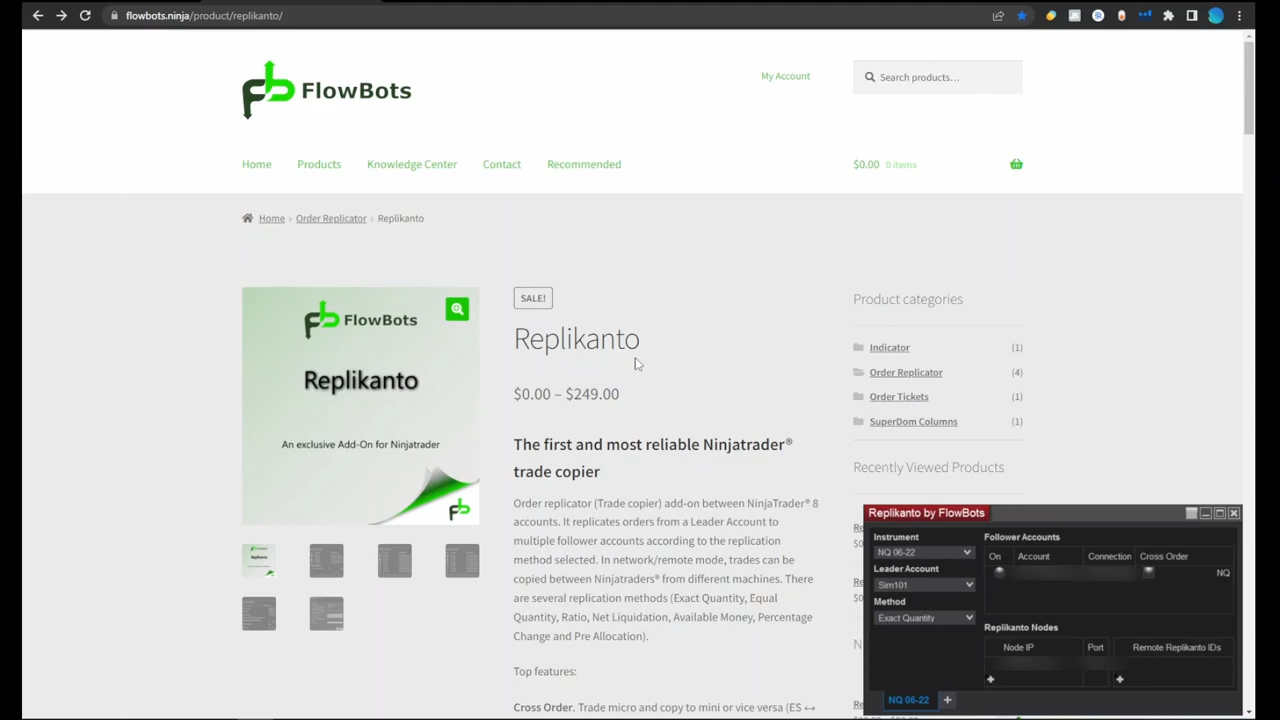 flowbots.ninja/product/replikanto/
FlowBots
My Account
Search products…
Home
Products
Knowledge Center
Contact
Recommended
$0.00 0 items
Home › Order Replicator › Replikanto
FlowBots
Replikanto
An exclusive Add-On for Ninjatrader
SALE!
Replikanto
$0.00 – $249.00
The first and most reliable Ninjatrader®
trade copier
Order replicator (Trade copier) add-on between NinjaTrader® 8
accounts. It replicates orders from a Leader Account to
multiple follower accounts according to the replication
method selected. In network/remote mode, trades can be
copied between Ninjatraders® from different machines. There
are several replication methods (Exact Quantity, Equal
Quantity, Ratio, Net Liquidation, Available Money, Percentage
Change and Pre Allocation).
Top features:
Cross Order. Trade micro and copy to mini or vice versa (ES ↔
Product categories
Indicator (1)
Order Replicator (4)
Order Tickets (1)
SuperDom Columns (1)
Recently Viewed Products
Replikanto by FlowBots
Instrument
NQ 06-22
Leader Account
Sim101
Method
Exact Quantity
Follower Accounts
On Account Connection Cross Order
NQ
Replikanto Nodes
Node IP Port Remote Replikanto IDs
NQ 06-22